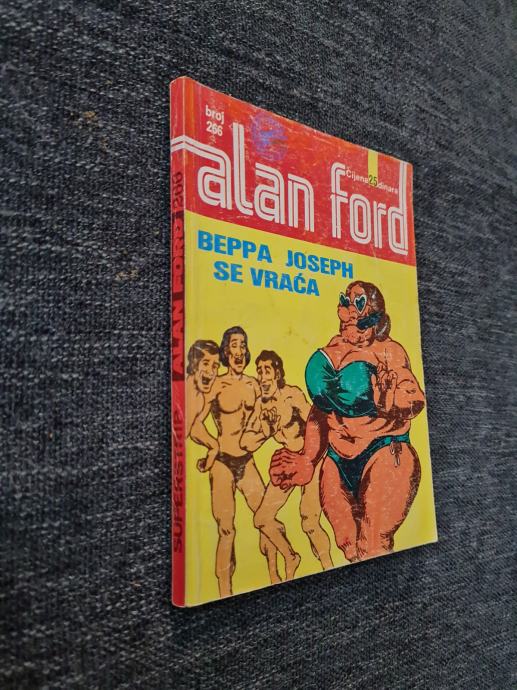 broj
266
alan ford
Cijena 25 dinara
BEPPA JOSEPH
SE VRAĆA
SUPERSTRIP / ALAN FORD / 266